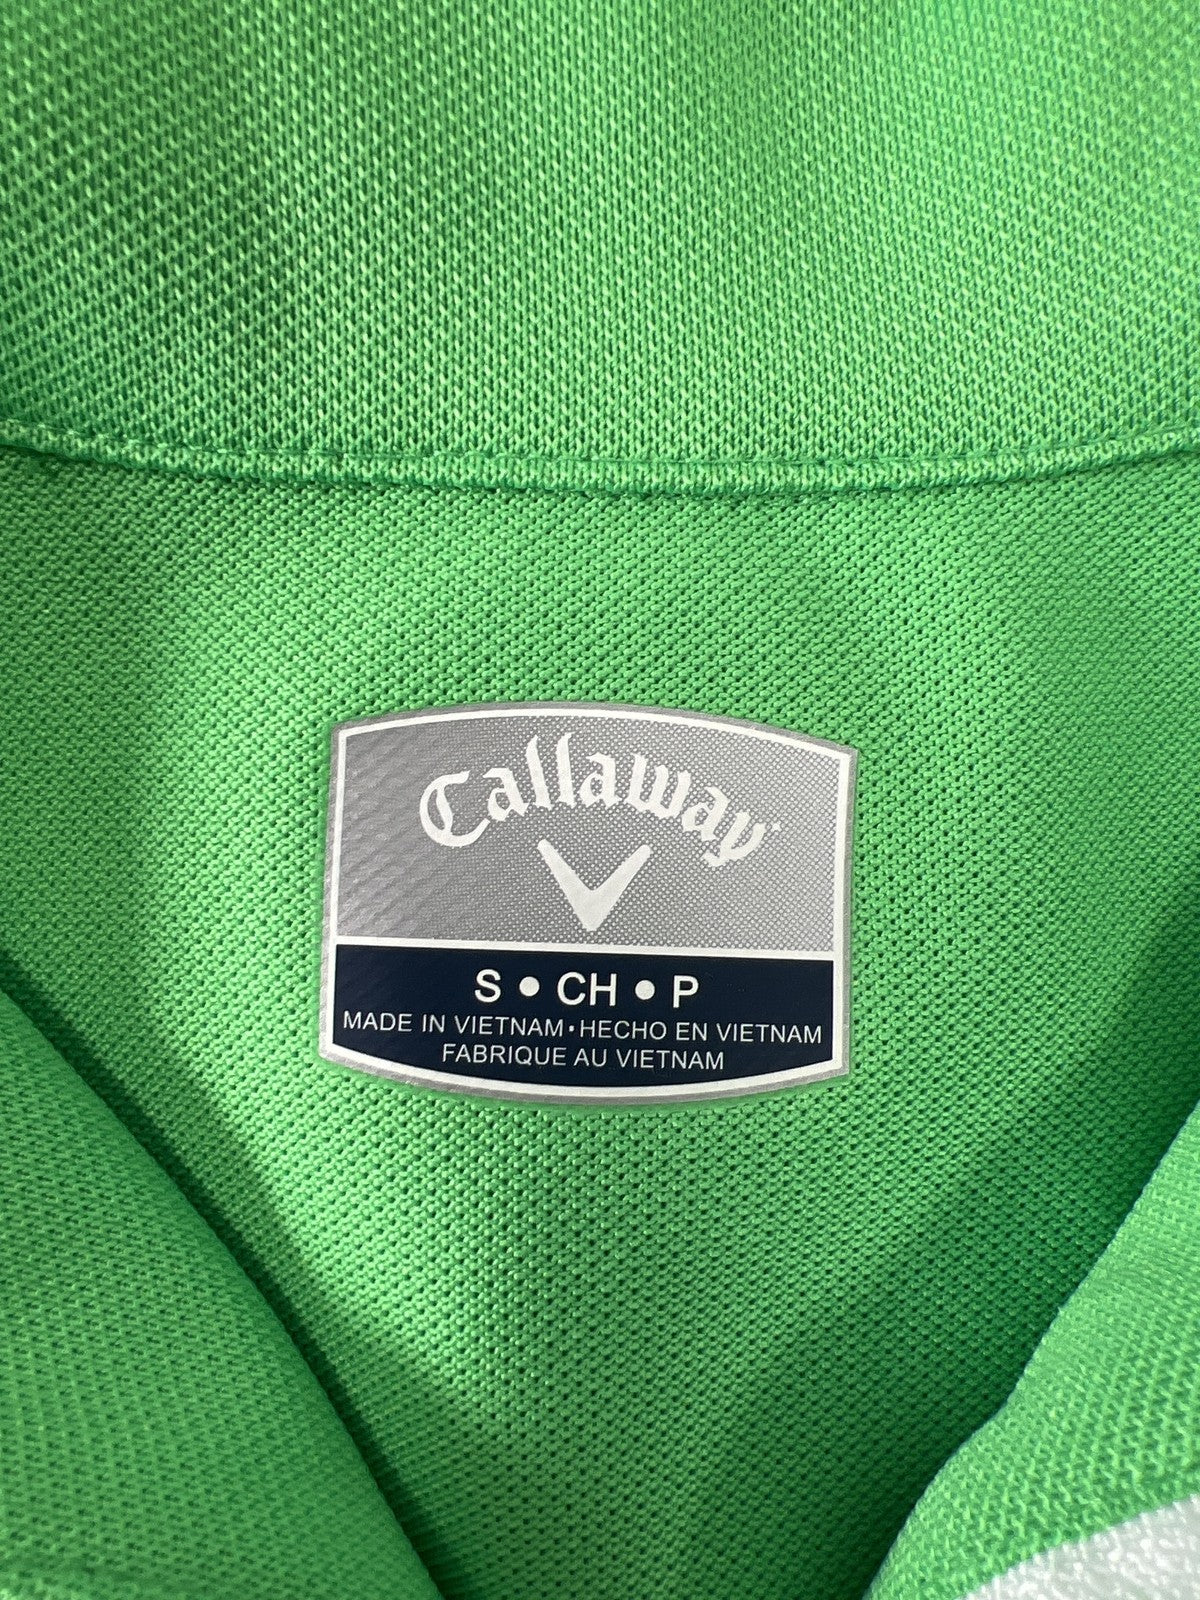 Callaway
S • CH • P
MADE IN VIETNAM • HECHO EN VIETNAM
FABRIQUE AU VIETNAM